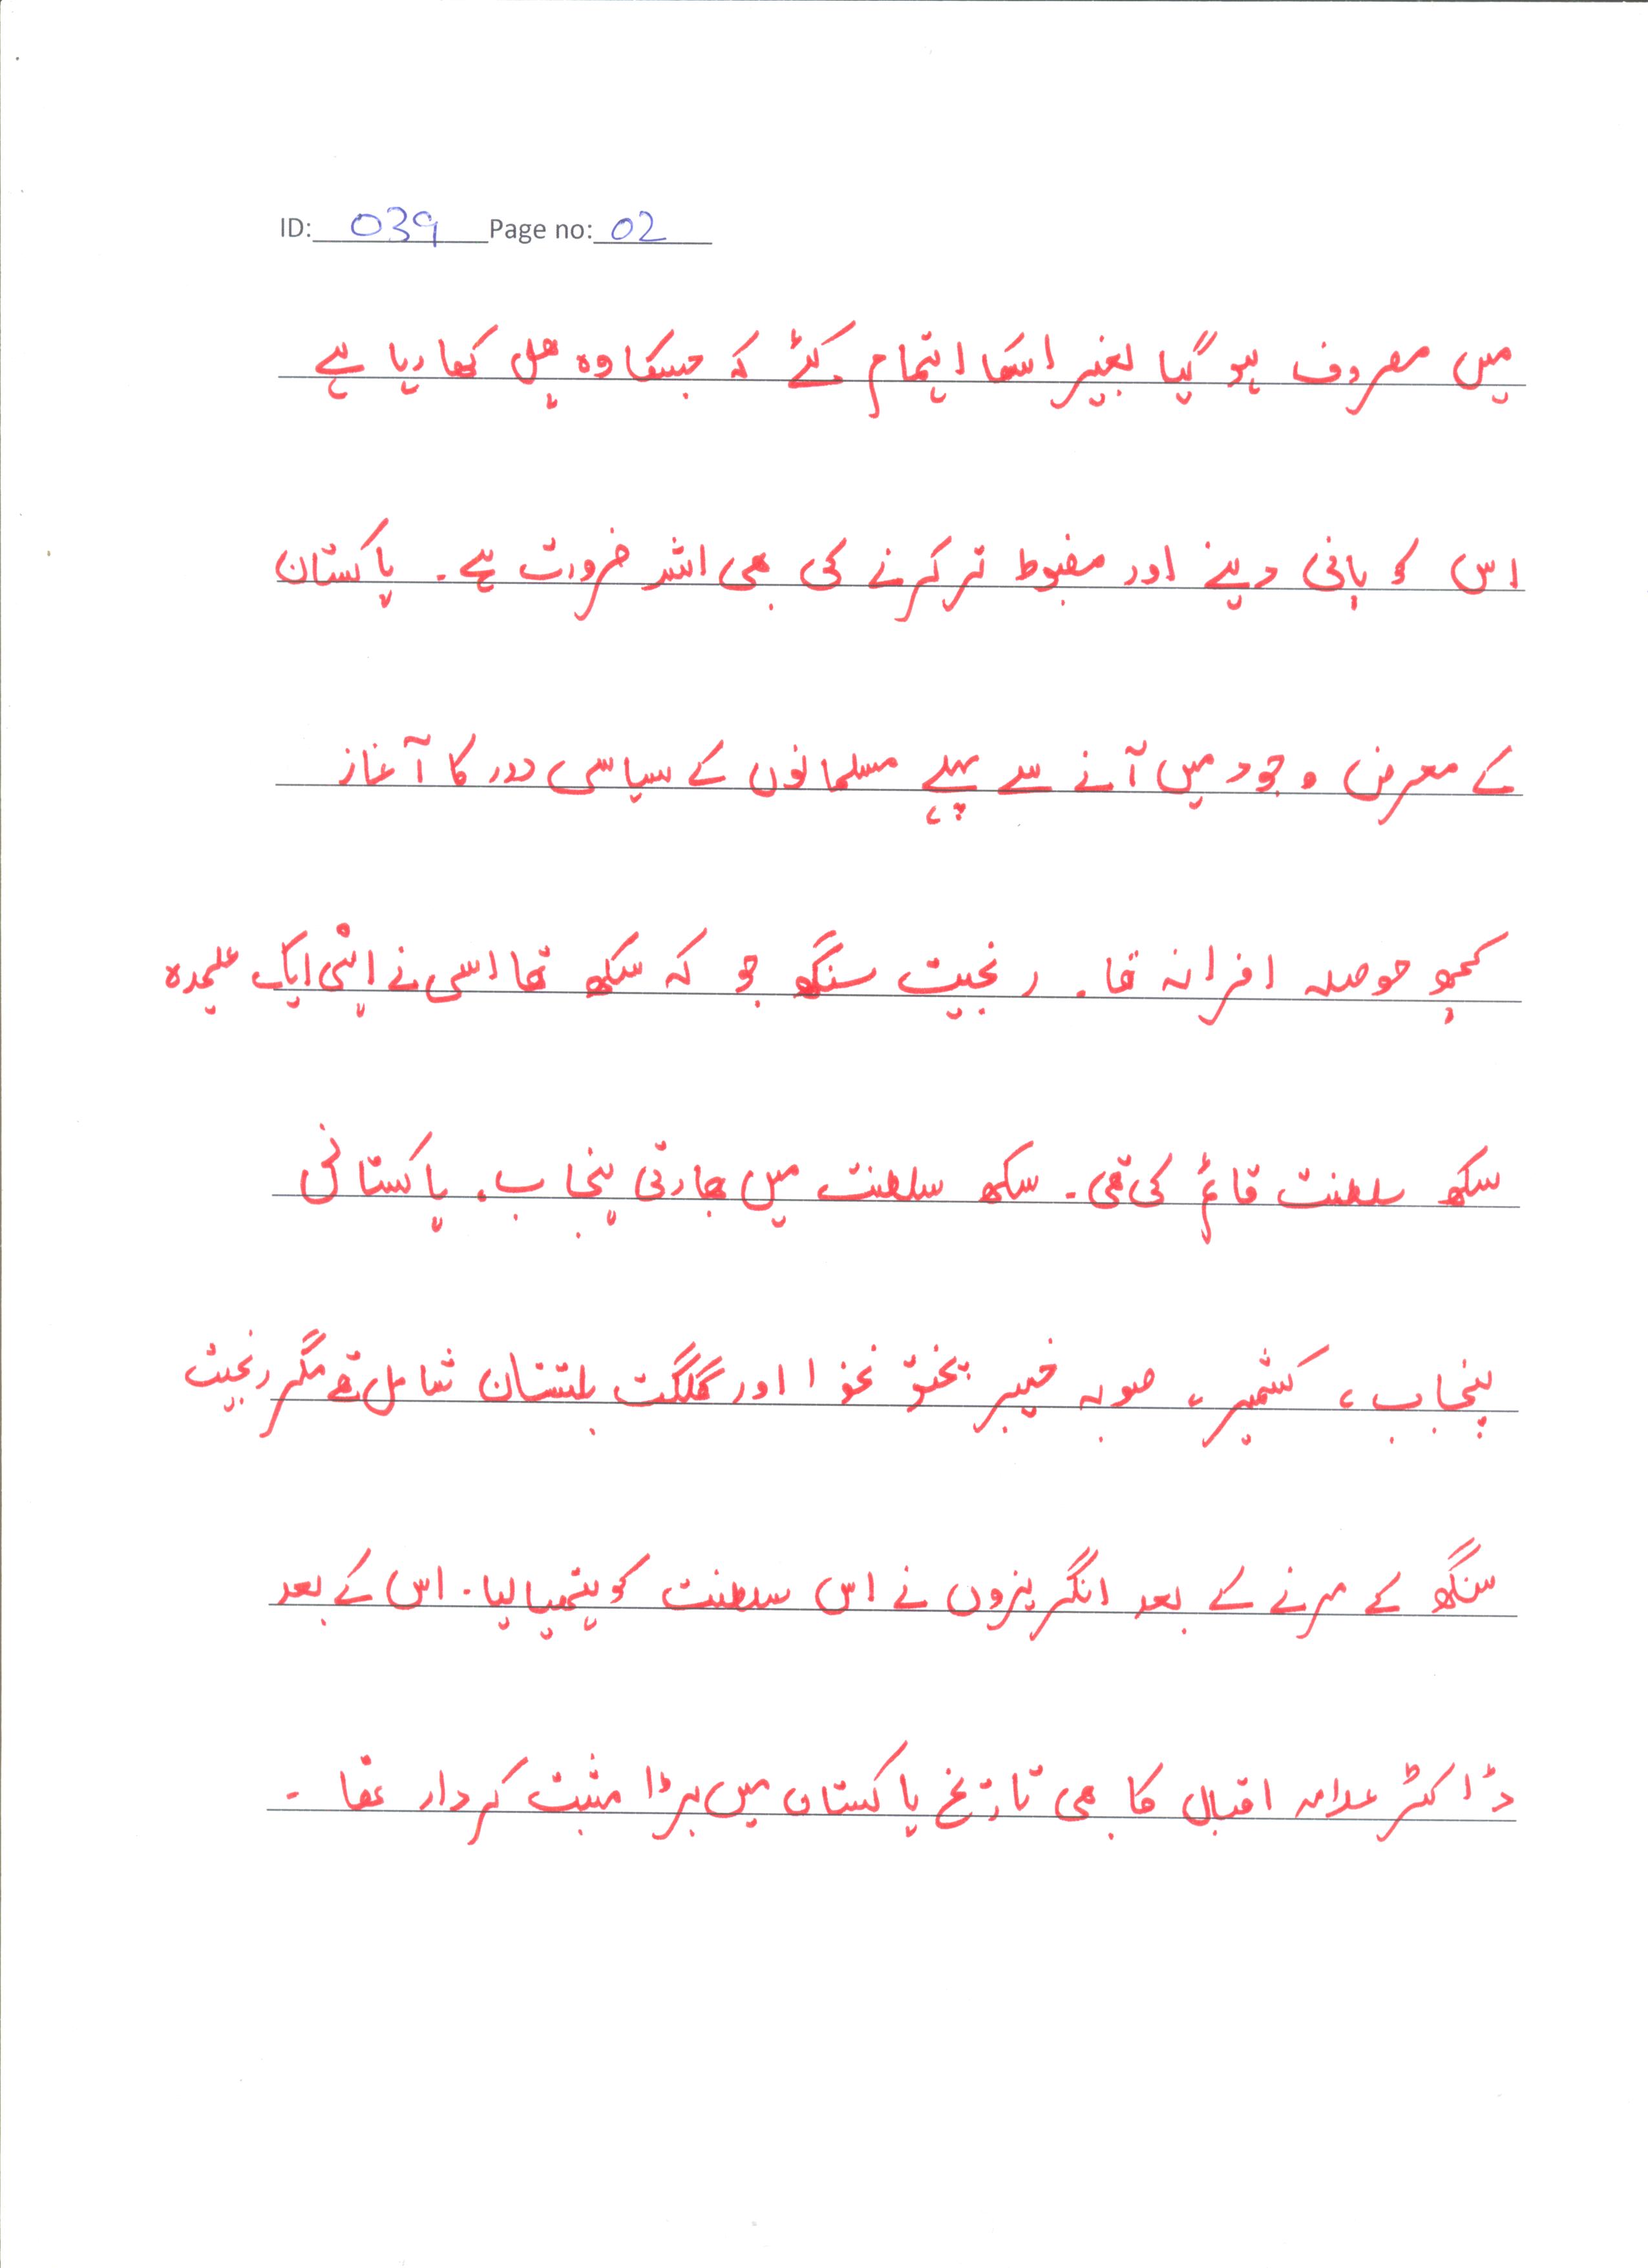 ID: 039 Page no: 02
میں مصروف ہو گیا بغیر اسکا اہتمام کئے کہ جسکا وہ پھل کھا رہا ہے
اس کو پانی دینے اور مضبوط تر کرنے کی بھی اشد ضرورت ہے۔ پاکستان
کے معرض وجود میں آنے سے پہلے مسلمانوں کے سیاسی دور کا آغاز
کچھ حوصلہ افزا نہ تھا۔ رنجیت سنگھ جو کہ سکھ تھا اسی نے اپنی ایک علیحدہ
سکھ سلطنت قائم کی تھی۔ سکھ سلطنت میں بھارتی پنجاب، پاکستانی
پنجاب، کشمیر، صوبہ خیبر پختونخوا اور گلگت بلتستان شامل تھے مگر رنجیت
سنگھ کے مرنے کے بعد انگریزوں نے اس سلطنت کو ہتھیا لیا۔ اس کے بعد
ڈاکٹر علامہ اقبال کا بھی تاریخ پاکستان میں بڑا مثبت کردار تھا۔